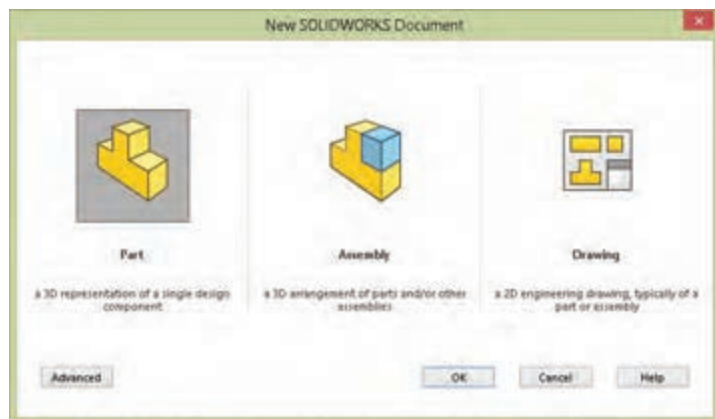 New SOLIDWORKS Document
Part
a 3D representation of a single design
component
Assembly
a 3D arrangement of parts and/or other
assemblies
Drawing
a 2D engineering drawing, typically of a
part or assembly
Advanced
OK
Cancel
Help